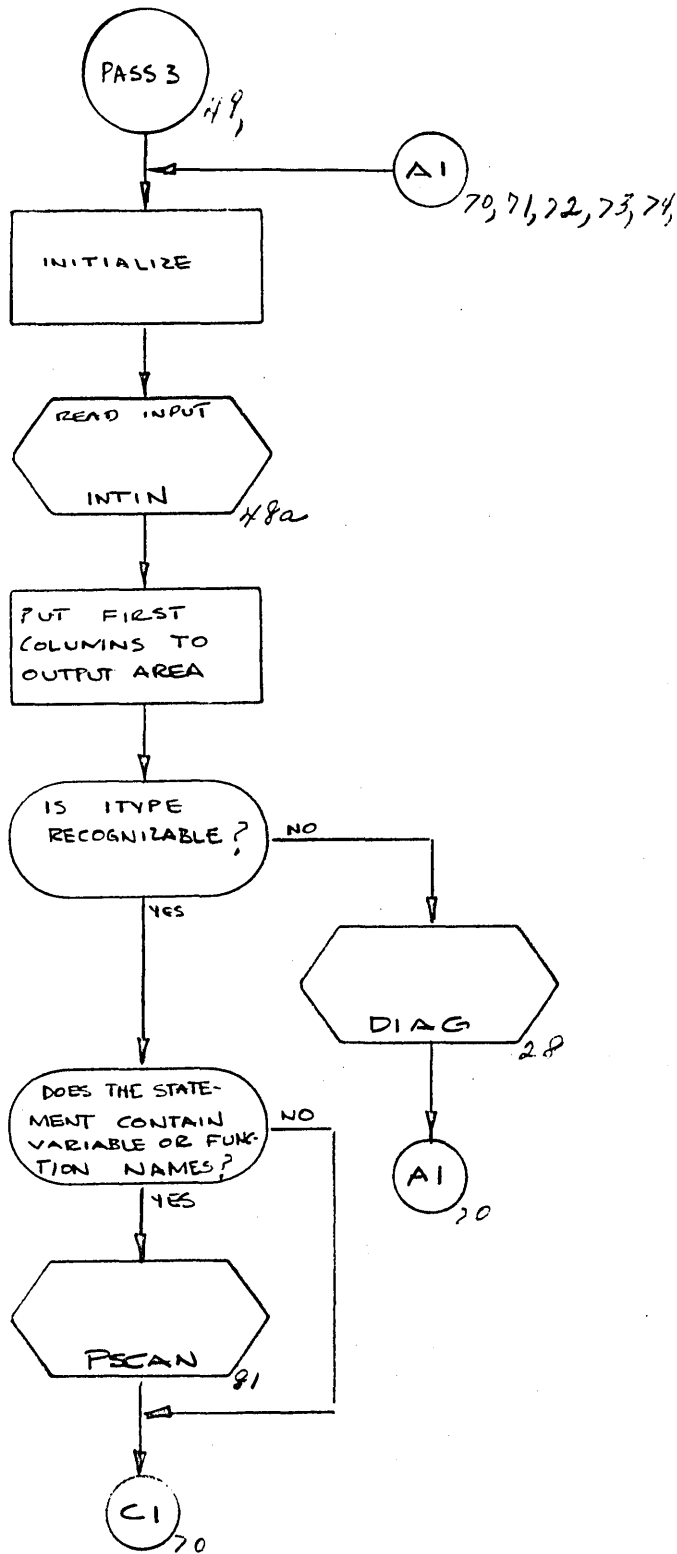 PASS 3
49,
A1
70, 71, 72, 73, 74,
INITIALIZE
READ INPUT
INTIN
48a
PUT FIRST
COLUMNS TO
OUTPUT AREA
IS ITYPE
RECOGNIZABLE?
NO
YES
DIAG
28
DOES THE STATE-
MENT CONTAIN
VARIABLE OR FUNC-
TION NAMES?
NO
YES
A1
70
PSCAN
81
C1
70